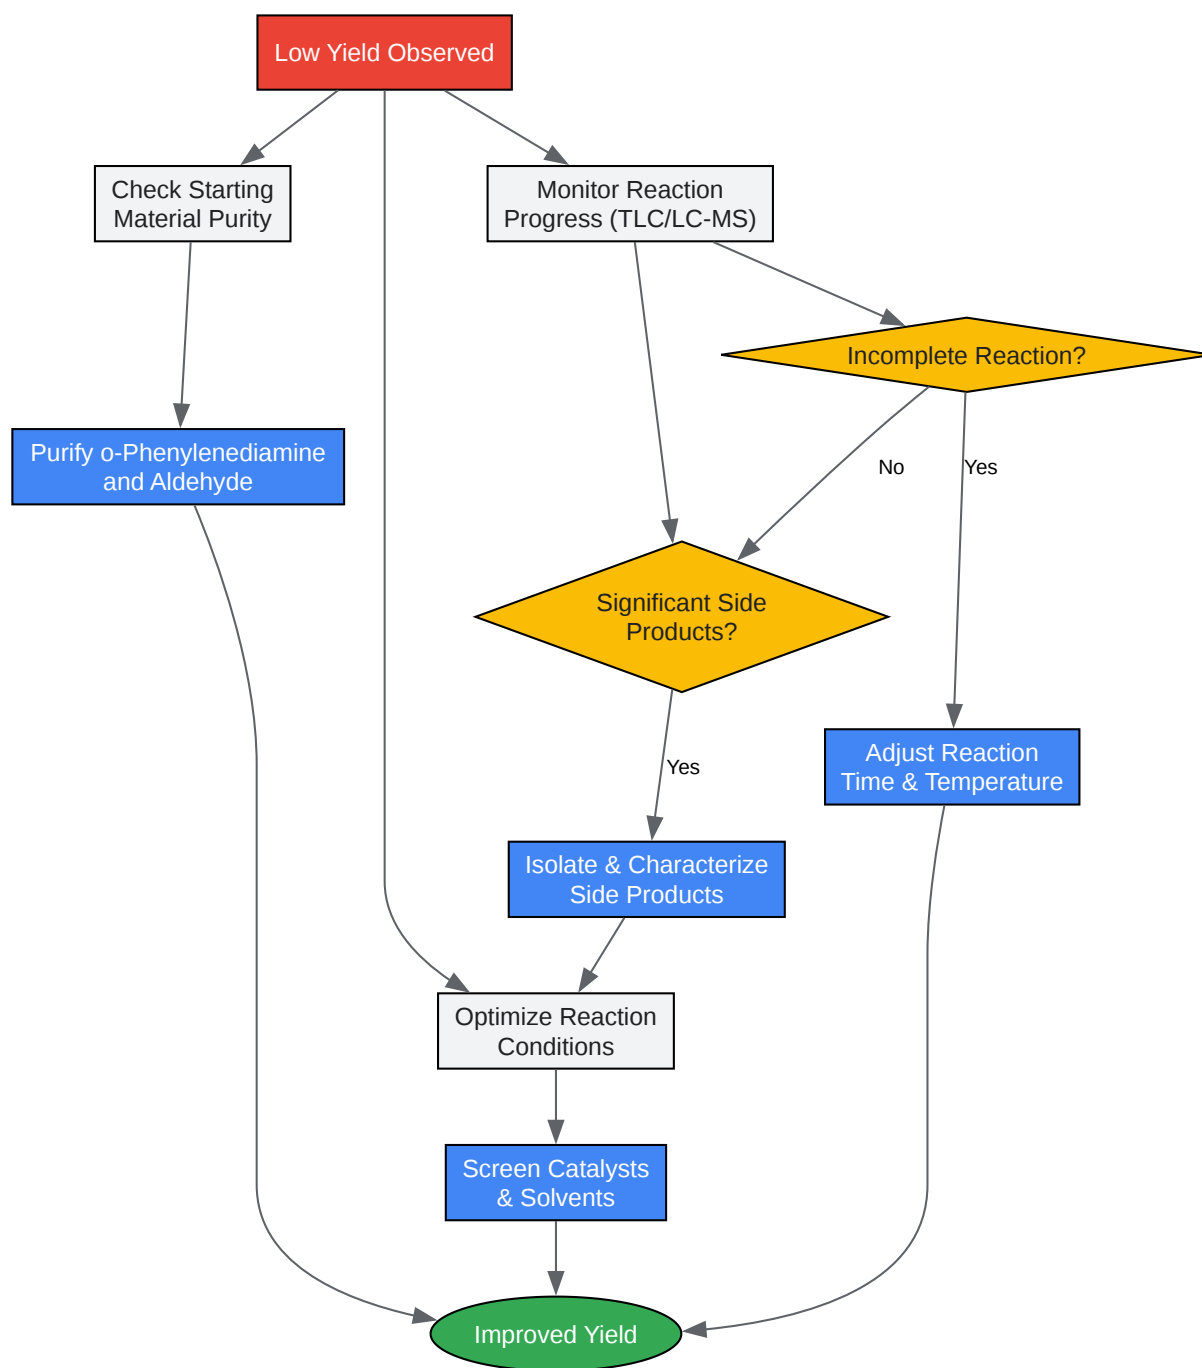 Low Yield Observed
Check Starting
Material Purity
Monitor Reaction
Progress (TLC/LC-MS)
Incomplete Reaction?
Purify o-Phenylenediamine
and Aldehyde
No
Yes
Significant Side
Products?
Yes
Adjust Reaction
Time & Temperature
Isolate & Characterize
Side Products
Optimize Reaction
Conditions
Screen Catalysts
& Solvents
Improved Yield